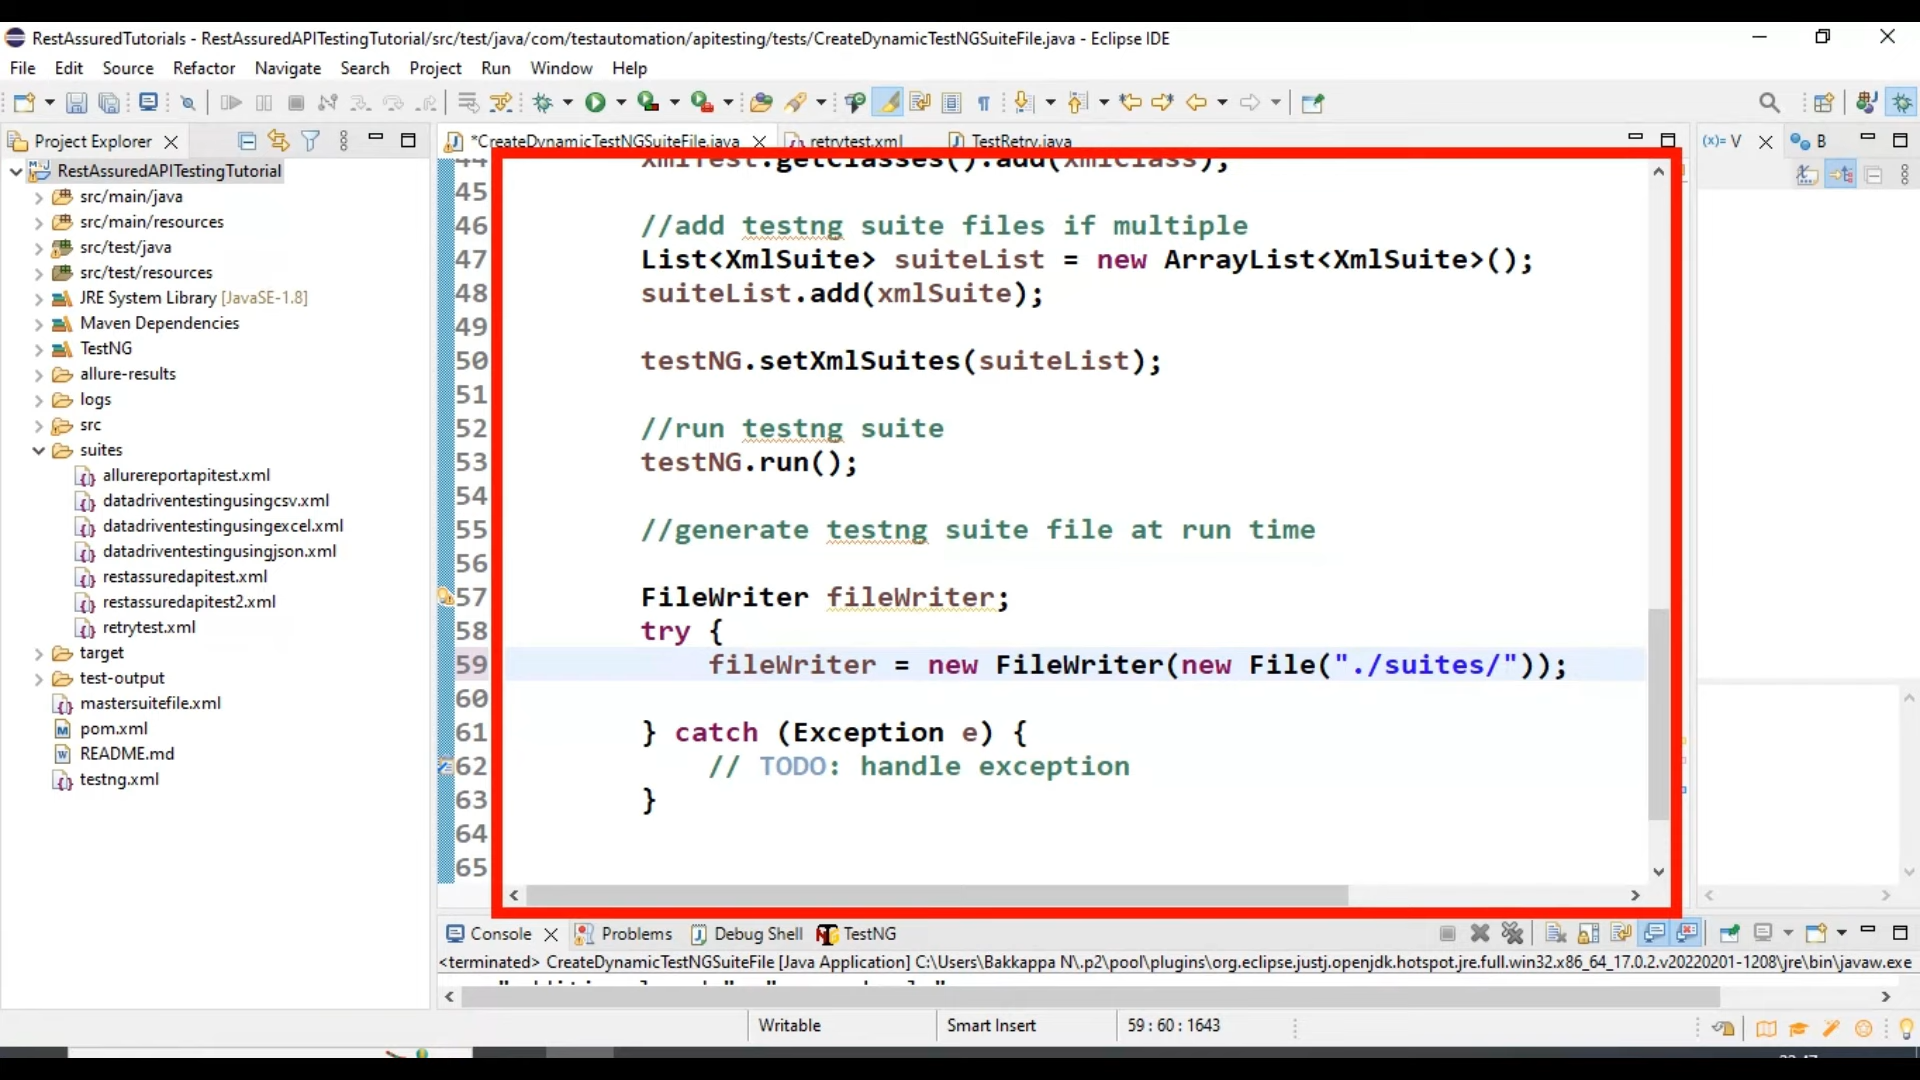 RestAssuredTutorials - RestAssuredAPITestingTutorial/src/test/java/com/testautomation/apitesting/tests/CreateDynamicTestNGSuiteFile.java - Eclipse IDE
File Edit Source Refactor Navigate Search Project Run Window Help
Project Explorer
RestAssuredAPITestingTutorial
src/main/java
src/main/resources
src/test/java
src/test/resources
JRE System Library [JavaSE-1.8]
Maven Dependencies
TestNG
allure-results
logs
src
suites
allurereportapitest.xml
datadriventestingusingcsv.xml
datadriventestingusingexcel.xml
datadriventestingusingjson.xml
restassuredapitest.xml
restassuredapitest2.xml
retrytest.xml
target
test-output
mastersuitefile.xml
pom.xml
README.md
testng.xml
*CreateDynamicTestNGSuiteFile.java retrytest.xml TestRetry.java
44 xmlTest.getClasses().add(xmlClass);
45
46 //add testng suite files if multiple
47 List<XmlSuite> suiteList = new ArrayList<XmlSuite>();
48 suiteList.add(xmlSuite);
49
50 testNG.setXmlSuites(suiteList);
51
52 //run testng suite
53 testNG.run();
54
55 //generate testng suite file at run time
56
57 FileWriter fileWriter;
58 try {
59 fileWriter = new FileWriter(new File("./suites/"));
60
61 } catch (Exception e) {
62 // TODO: handle exception
63 }
64
65
(x)= V B
Console Problems Debug Shell TestNG
<terminated> CreateDynamicTestNGSuiteFile [Java Application] C:\Users\Bakkappa N\.p2\pool\plugins\org.eclipse.justj.openjdk.hotspot.jre.full.win32.x86_64_17.0.2.v20220201-1208\jre\bin\javaw.exe
Writable Smart Insert 59 : 60 : 1643